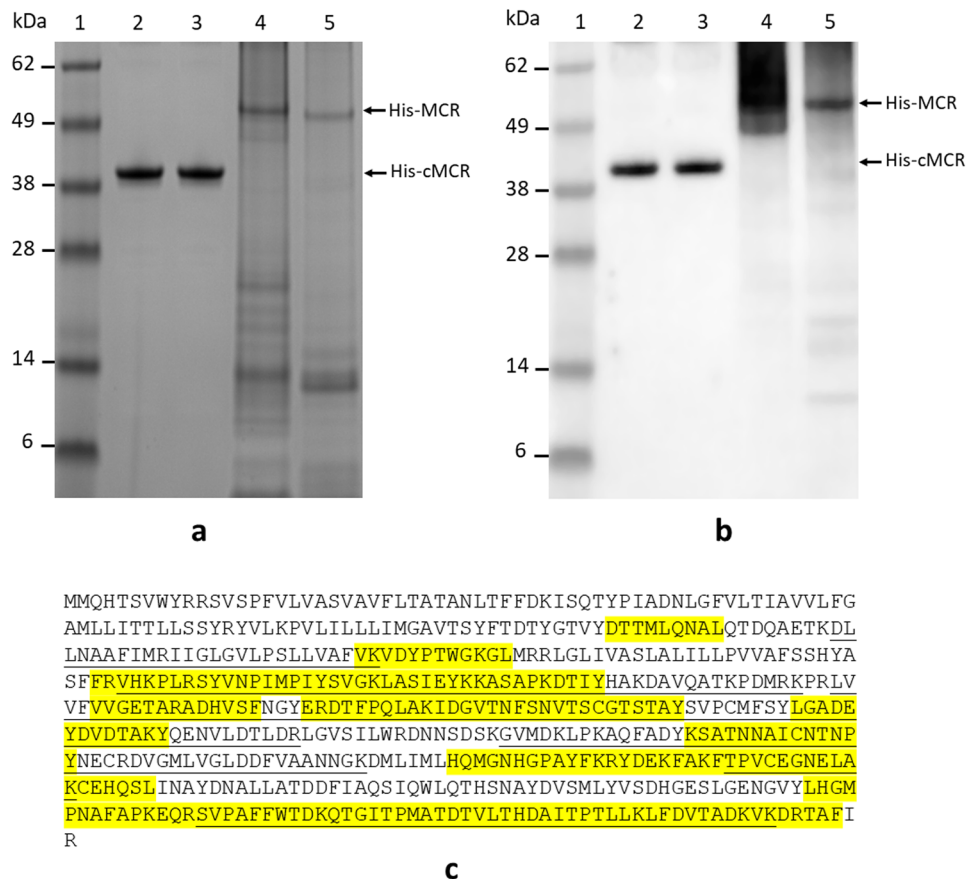 kDa 1 2 3 4 5
62
49
38
28
14
6
His-MCR
His-cMCR
a
kDa 1 2 3 4 5
62
49
38
28
14
6
His-MCR
His-cMCR
b
MMQHTSVWYRRSVSPFVLVASVAVFLTATANLTFFDKISQTYPIADNLGFVLTIAVVLFG
AMLLITTLLSSYRYVLKPVLILLLIMGAVTSYFTDTYGTVYDTTMLQNALQTDQAETKDL
LNAAFIMRIIGLGVLPSLLVAFVKVDYPTWGKGLMRRLGLIVASLALILLPVVAFSSHYA
SFFRVHKPLRSYVNPIMPIYSVGKLASIEYKKASAPKDTIYHAKDAVQATKPDMRKPRLV
VFVVGETARADHVSFNGYERDTFPQLAKIDGVTNFSNVTSCGTSTAYSVPCMFSYLGADE
YDVDTAKYQENVLDTLDRLGVSILWRDNNSDSKGVMDKLPKAQFADYKSATNNAICNTNP
YNECRDVGMLVGLDDFVAANNGKDMLIMLHQMGNHGPAYFKRYDEKFAKFTPVCEGNELA
KCEHQSLINAYDNALLATDDFIAQSIQWLQTHSNAYDVSMLYVSDHGESLGENGVYLHGM
PNAFAPKEQRSVPAFFWTDKQTGITPMATDTVLTHDAITPTLLKLFDVTADKVKDRTAFI
R
c